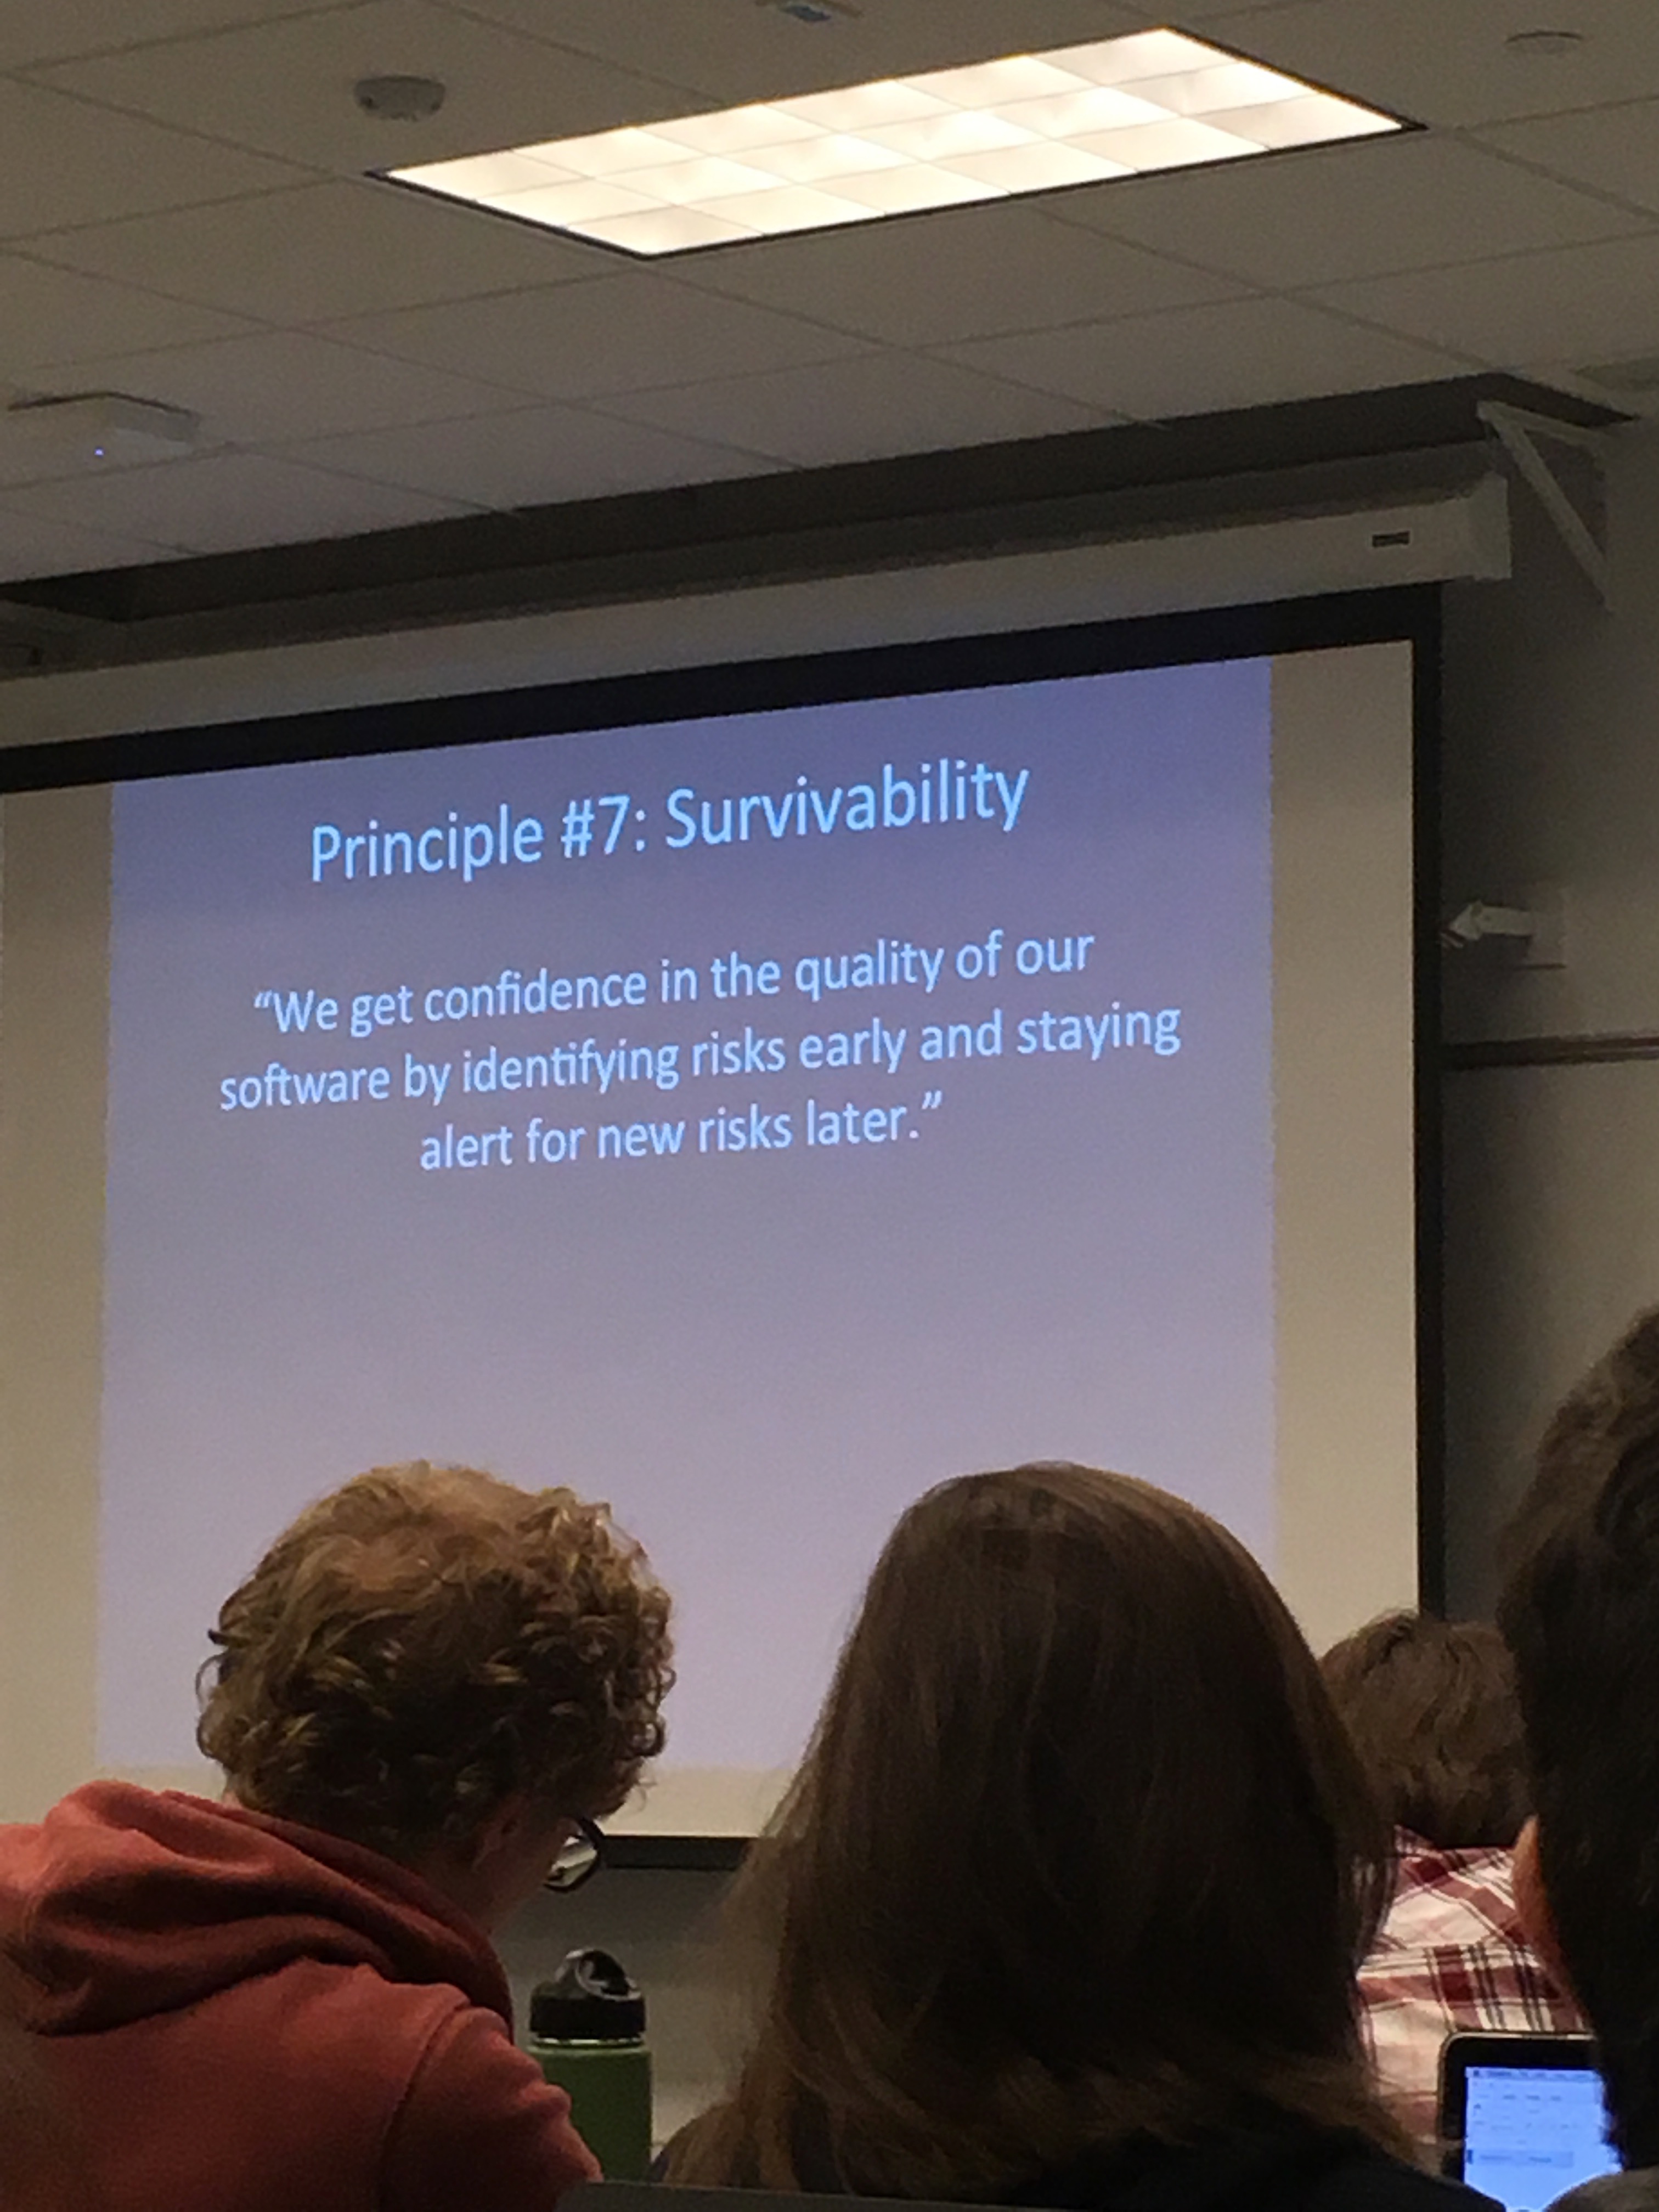 Principle #7: Survivability
“We get confidence in the quality of our
software by identifying risks early and staying
alert for new risks later.”